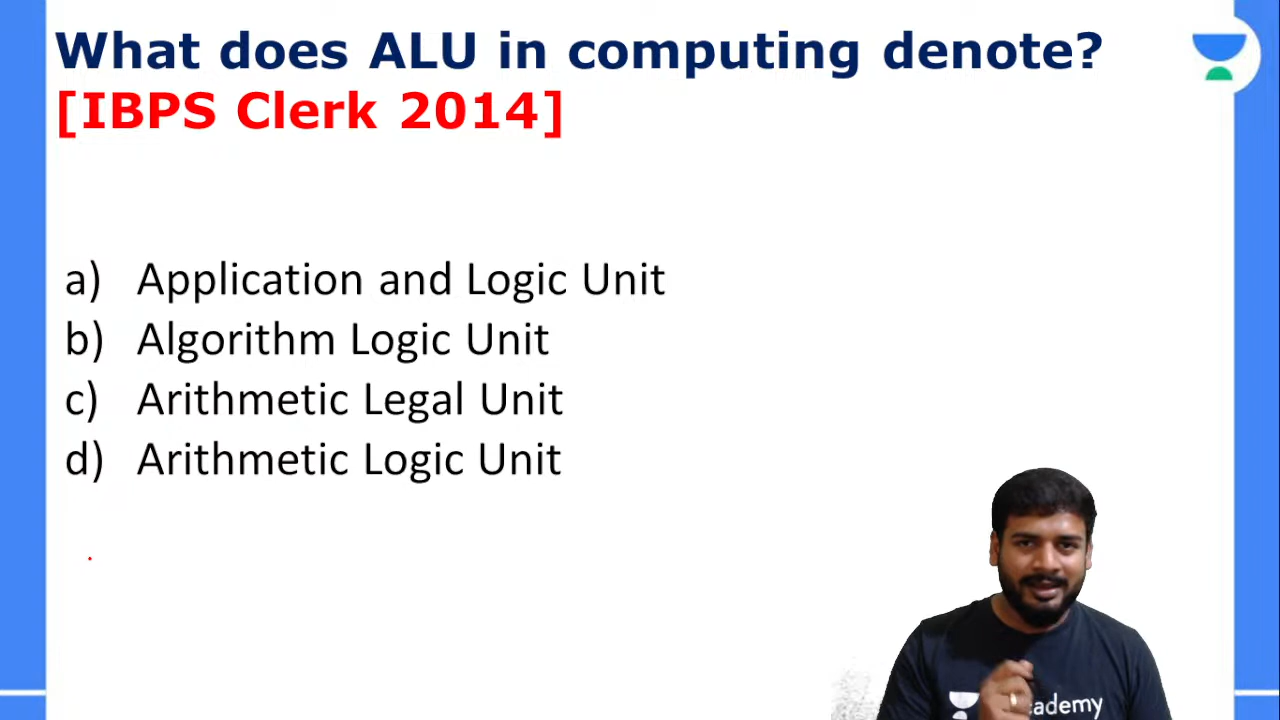 What does ALU in computing denote?
[IBPS Clerk 2014]
a) Application and Logic Unit
b) Algorithm Logic Unit
c) Arithmetic Legal Unit
d) Arithmetic Logic Unit
cademy